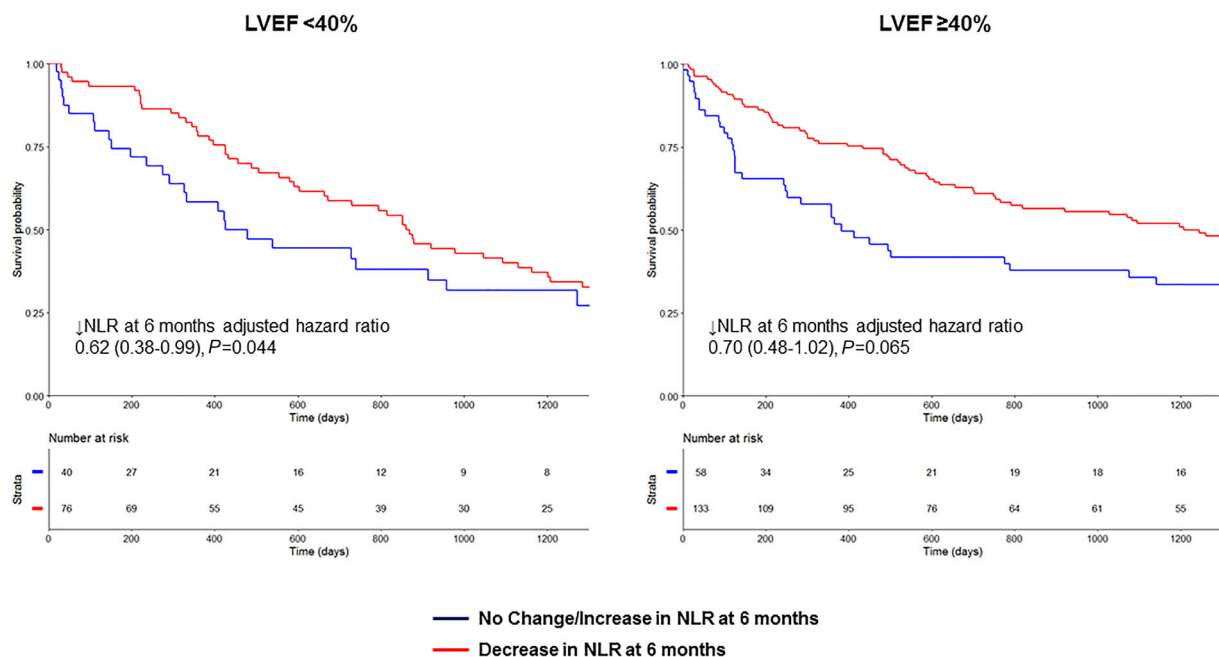 LVEF <40%
1.00
0.75
0.50
0.25
0.00
Survival probability
↓NLR at 6 months adjusted hazard ratio
0.62 (0.38-0.99), P=0.044
0 200 400 600 800 1000 1200
Time (days)
Number at risk
Strata
40 27 21 16 12 9 8
76 69 55 45 39 30 25
0 200 400 600 800 1000 1200
Time (days)
LVEF ≥40%
1.00
0.75
0.50
0.25
0.00
Survival probability
↓NLR at 6 months adjusted hazard ratio
0.70 (0.48-1.02), P=0.065
0 200 400 600 800 1000 1200
Time (days)
Number at risk
Strata
58 34 25 21 19 18 16
133 109 95 76 64 61 55
0 200 400 600 800 1000 1200
Time (days)
No Change/Increase in NLR at 6 months
Decrease in NLR at 6 months